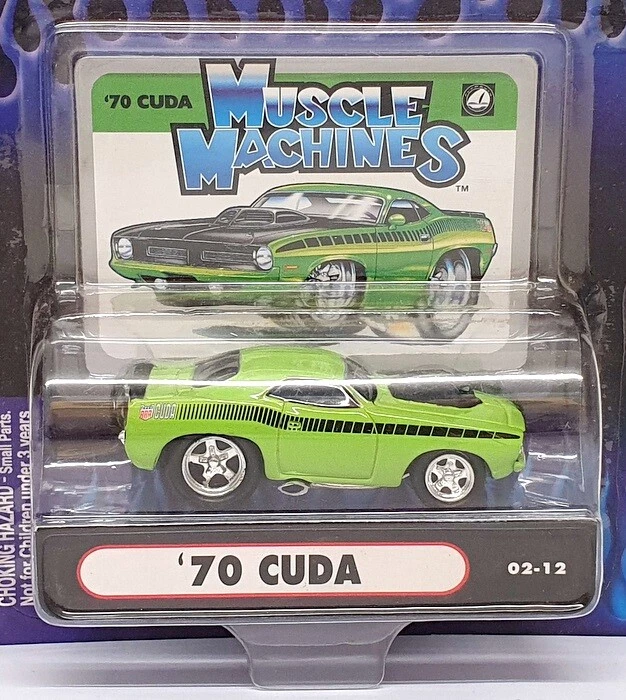 '70 CUDA
MUSCLE
MACHINES
TM
CUDA
CHOKING HAZARD - Small Parts.
Not for Children under 3 years
'70 CUDA
02-12